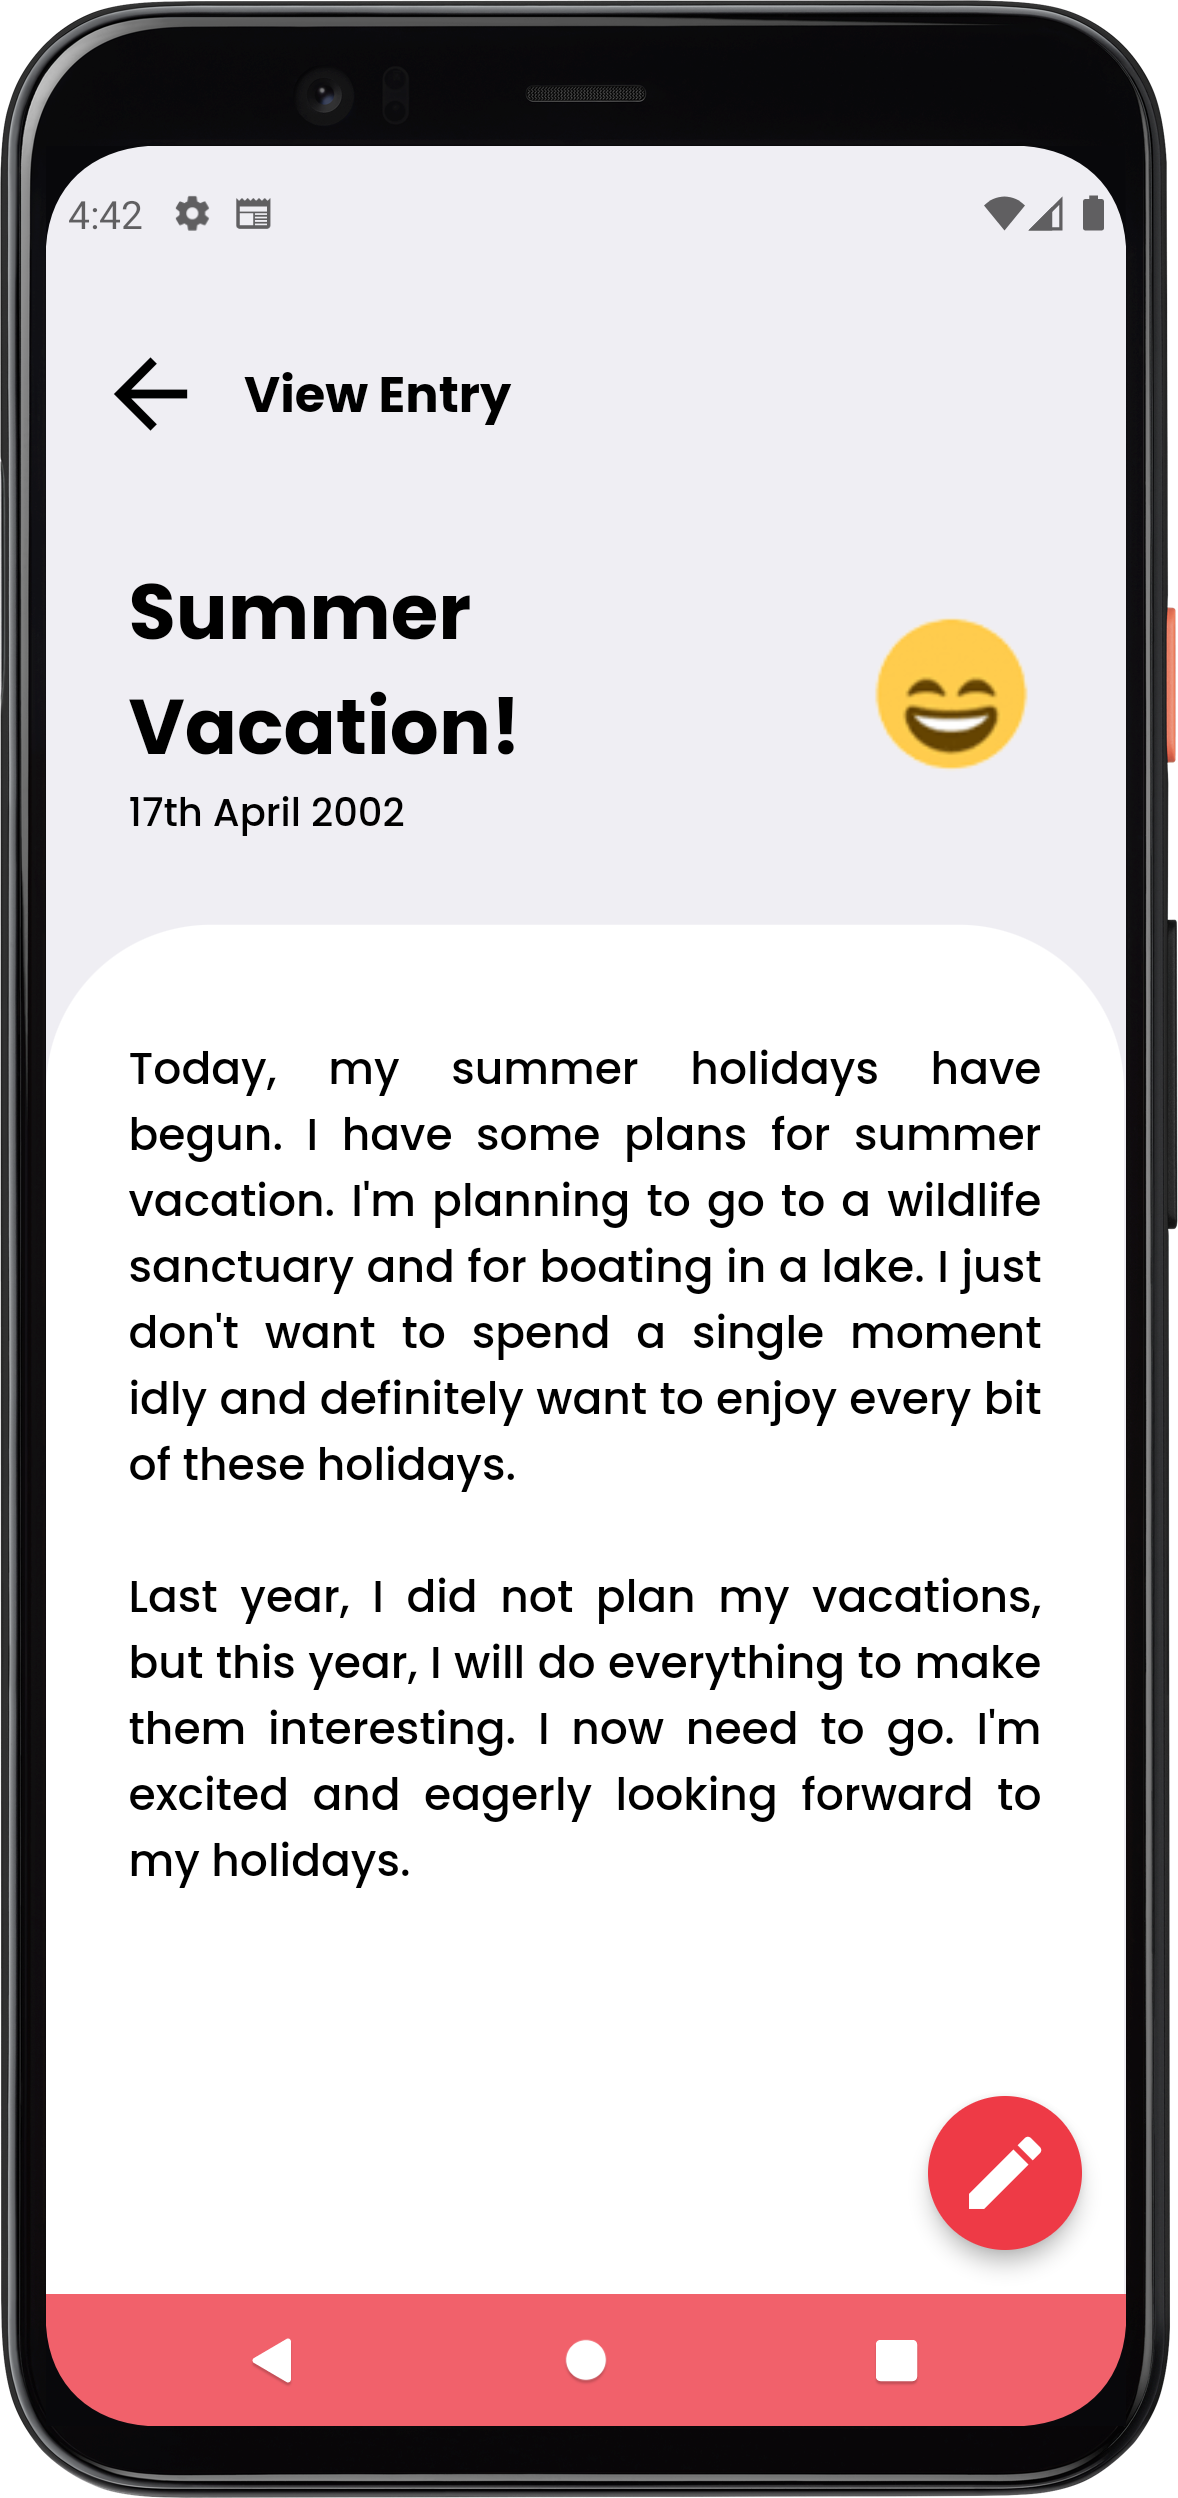 4:42
View Entry
Summer
Vacation!
17th April 2002
Today, my summer holidays have
begun. I have some plans for summer
vacation. I'm planning to go to a wildlife
sanctuary and for boating in a lake. I just
don't want to spend a single moment
idly and definitely want to enjoy every bit
of these holidays.
Last year, I did not plan my vacations,
but this year, I will do everything to make
them interesting. I now need to go. I'm
excited and eagerly looking forward to
my holidays.